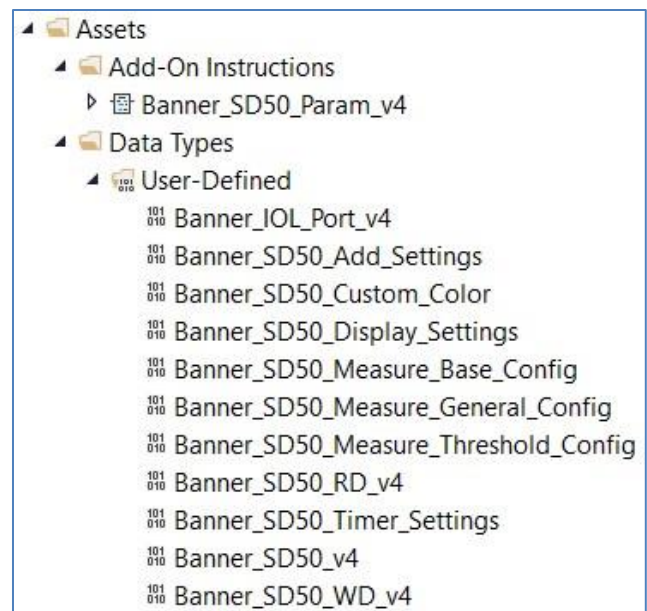 Assets
Add-On Instructions
Banner_SD50_Param_v4
Data Types
User-Defined
Banner_IOL_Port_v4
Banner_SD50_Add_Settings
Banner_SD50_Custom_Color
Banner_SD50_Display_Settings
Banner_SD50_Measure_Base_Config
Banner_SD50_Measure_General_Config
Banner_SD50_Measure_Threshold_Config
Banner_SD50_RD_v4
Banner_SD50_Timer_Settings
Banner_SD50_v4
Banner_SD50_WD_v4